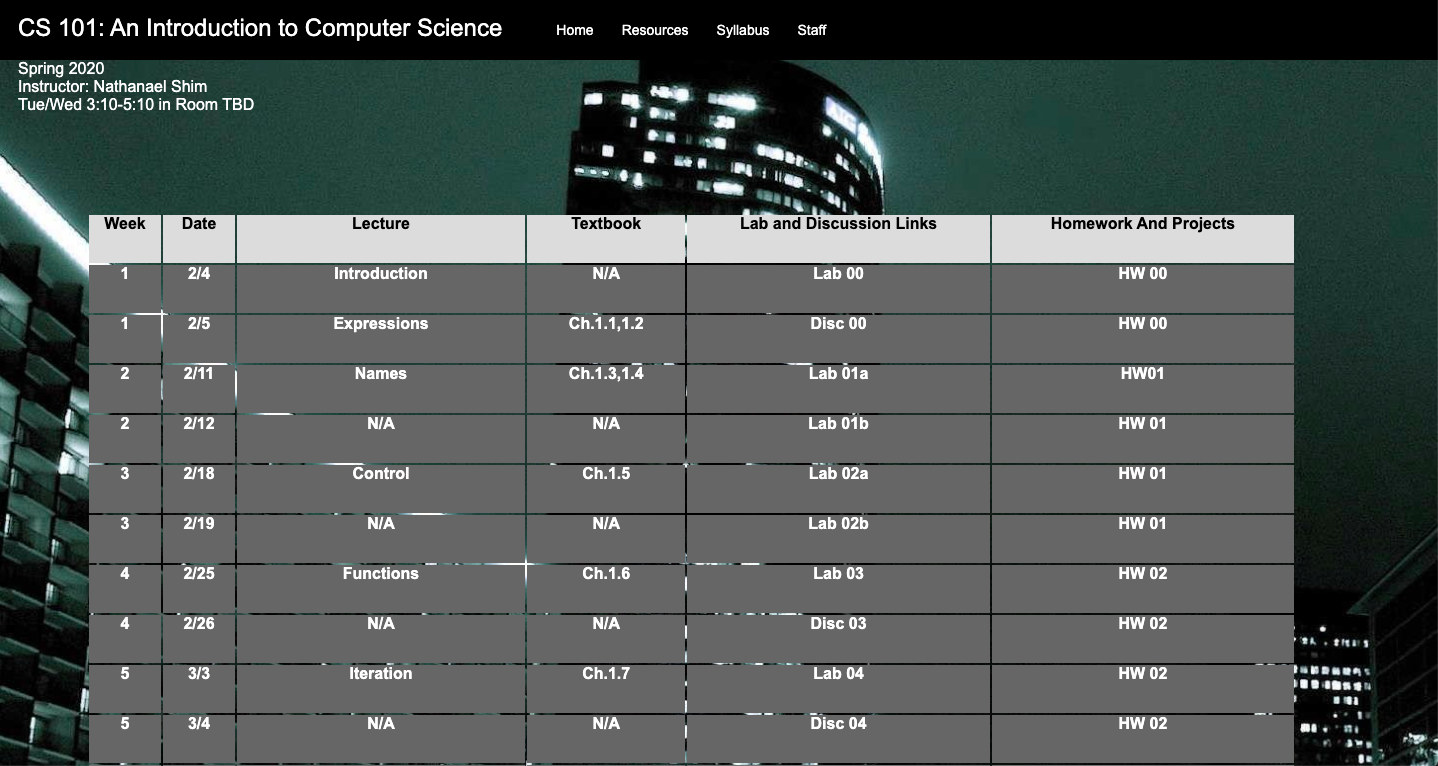 CS 101: An Introduction to Computer Science Home Resources Syllabus Staff
Spring 2020
Instructor: Nathanael Shim
Tue/Wed 3:10-5:10 in Room TBD
Week Date Lecture Textbook Lab and Discussion Links Homework And Projects
1 2/4 Introduction N/A Lab 00 HW 00
1 2/5 Expressions Ch.1.1,1.2 Disc 00 HW 00
2 2/11 Names Ch.1.3,1.4 Lab 01a HW01
2 2/12 N/A N/A Lab 01b HW 01
3 2/18 Control Ch.1.5 Lab 02a HW 01
3 2/19 N/A N/A Lab 02b HW 01
4 2/25 Functions Ch.1.6 Lab 03 HW 02
4 2/26 N/A N/A Disc 03 HW 02
5 3/3 Iteration Ch.1.7 Lab 04 HW 02
5 3/4 N/A N/A Disc 04 HW 02